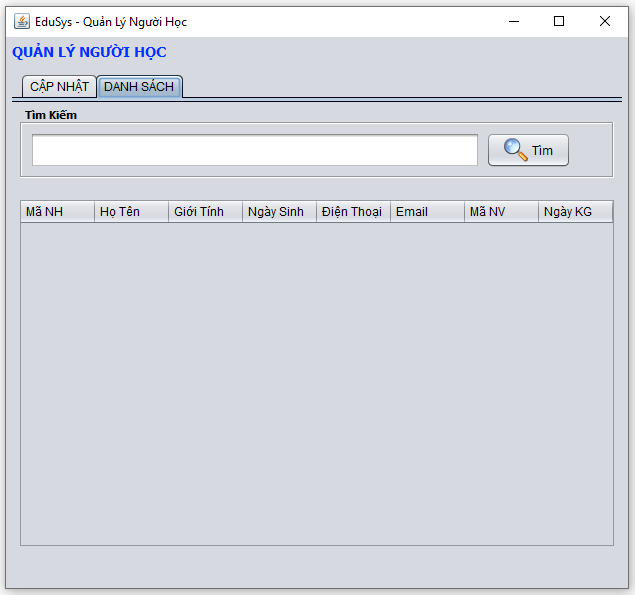 EduSys - Quản Lý Người Học
QUẢN LÝ NGƯỜI HỌC
CẬP NHẬT DANH SÁCH
Tìm Kiếm
Tìm
Mã NH Họ Tên Giới Tính Ngày Sinh Điện Thoại Email Mã NV Ngày KG